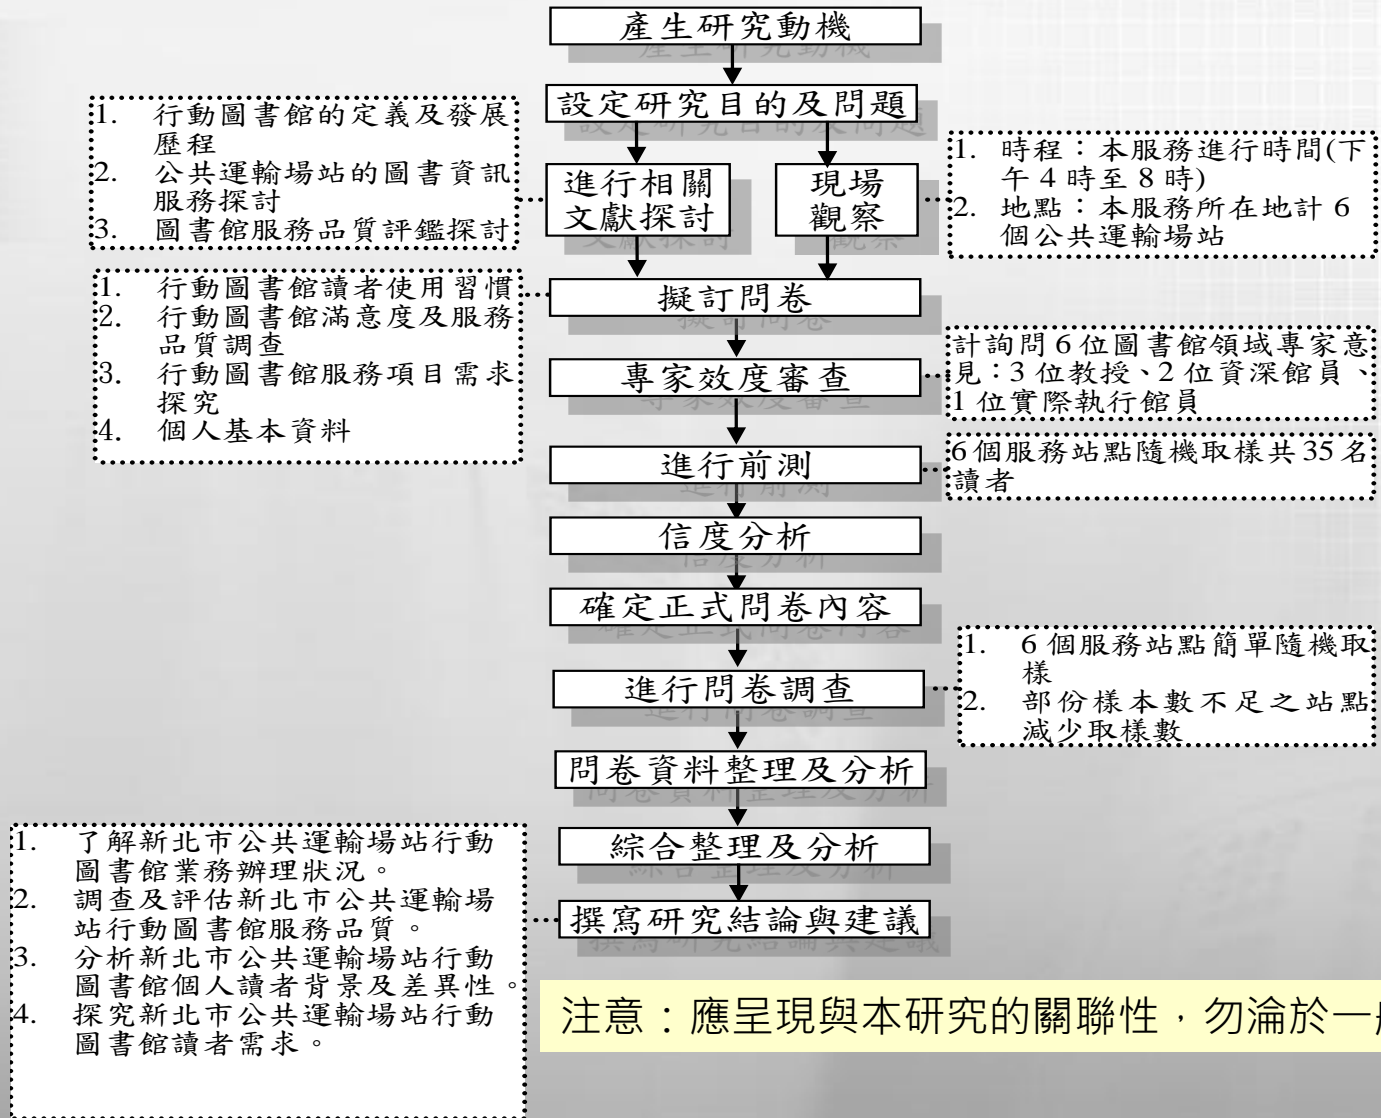 產生研究動機
設定研究目的及問題
1. 行動圖書館的定義及發展
歷程
2. 公共運輸場站的圖書資訊
服務探討
3. 圖書館服務品質評鑑探討
進行相關
文獻探討
現場
觀察
1. 時程：本服務進行時間(下
午 4 時至 8 時)
2. 地點：本服務所在地計 6
個公共運輸場站
1. 行動圖書館讀者使用習慣
2. 行動圖書館滿意度及服務
品質調查
3. 行動圖書館服務項目需求
探究
4. 個人基本資料
擬訂問卷
專家效度審查
計詢問 6 位圖書館領域專家意
見：3 位教授、2 位資深館員、
1 位實際執行館員
進行前測
6 個服務站點隨機取樣共 35 名
讀者
信度分析
確定正式問卷內容
進行問卷調查
1. 6 個服務站點簡單隨機取
樣
2. 部份樣本數不足之站點
減少取樣數
問卷資料整理及分析
綜合整理及分析
撰寫研究結論與建議
1. 了解新北市公共運輸場站行動
圖書館業務辦理狀況。
2. 調查及評估新北市公共運輸場
站行動圖書館服務品質。
3. 分析新北市公共運輸場站行動
圖書館個人讀者背景及差異性。
4. 探究新北市公共運輸場站行動
圖書館讀者需求。
注意：應呈現與本研究的關聯性，勿淪於一